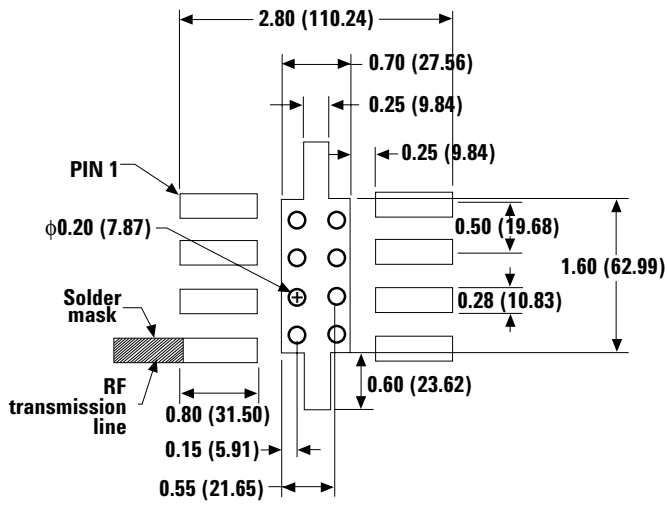 2.80 (110.24)
0.70 (27.56)
0.25 (9.84)
PIN 1
0.25 (9.84)
ϕ0.20 (7.87)
0.50 (19.68)
1.60 (62.99)
Solder
mask
0.28 (10.83)
RF
transmission
line
0.60 (23.62)
0.80 (31.50)
0.15 (5.91)
0.55 (21.65)